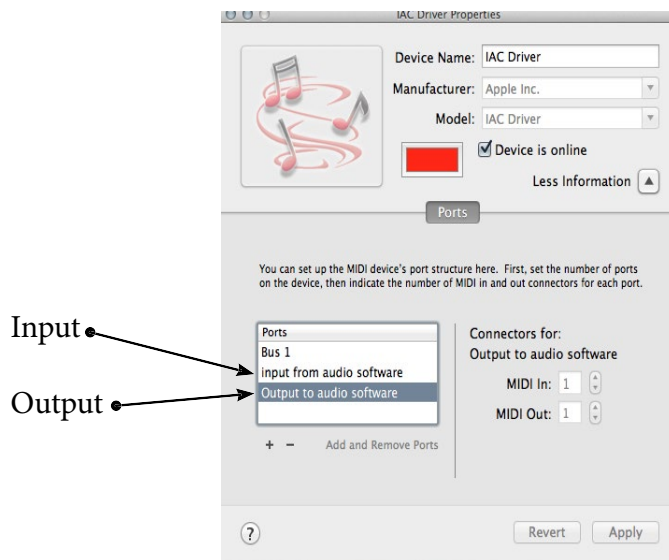 IAC Driver Properties
Device Name: IAC Driver
Manufacturer: Apple Inc.
Model: IAC Driver
Device is online
Less Information
Ports
You can set up the MIDI device's port structure here. First, set the number of ports
on the device, then indicate the number of MIDI in and out connectors for each port.
Input
Output
Ports
Bus 1
input from audio software
Output to audio software
+ - Add and Remove Ports
Connectors for:
Output to audio software
MIDI In: 1
MIDI Out: 1
?
Revert Apply